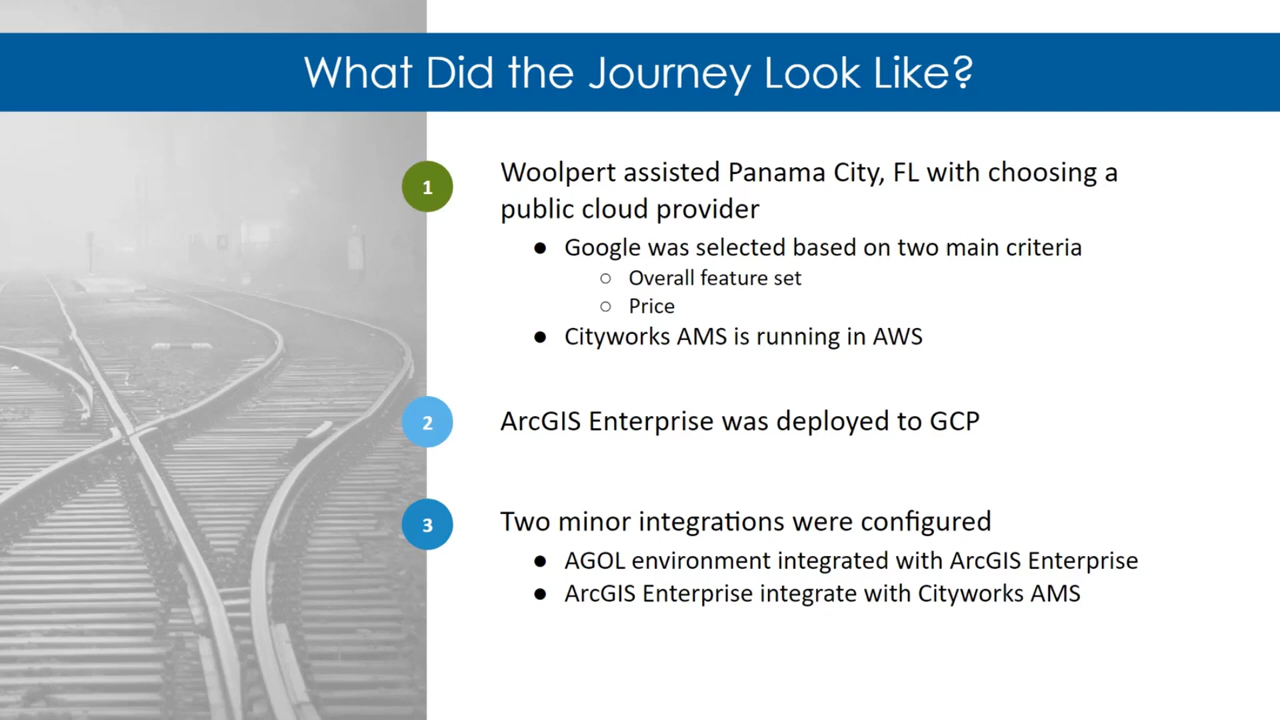 What Did the Journey Look Like?
1
Woolpert assisted Panama City, FL with choosing a
public cloud provider
● Google was selected based on two main criteria
○ Overall feature set
○ Price
● Cityworks AMS is running in AWS
2
ArcGIS Enterprise was deployed to GCP
3
Two minor integrations were configured
● AGOL environment integrated with ArcGIS Enterprise
● ArcGIS Enterprise integrate with Cityworks AMS